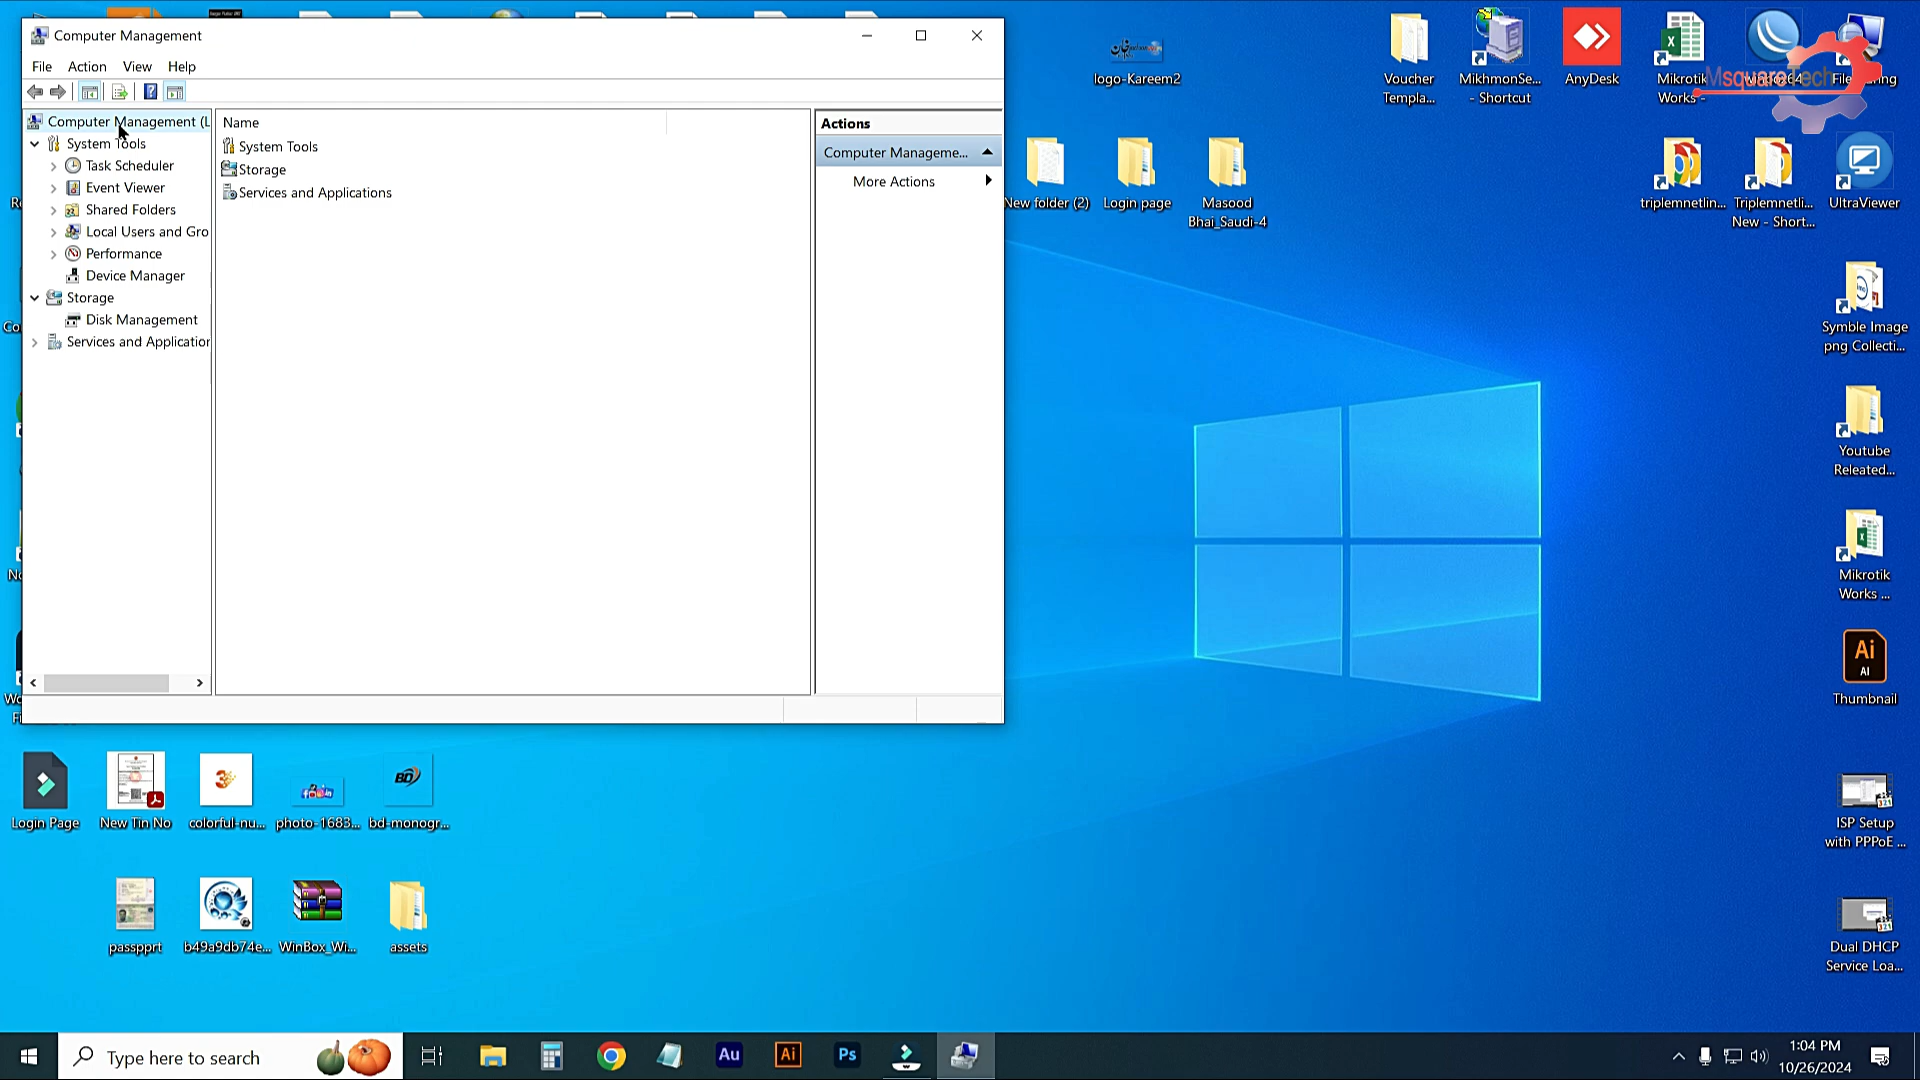 Computer Management
File Action View Help
Computer Management (L
System Tools
Task Scheduler
Event Viewer
Shared Folders
Local Users and Gro
Performance
Device Manager
Storage
Disk Management
Services and Application
Name
System Tools
Storage
Services and Applications
Actions
Computer Manageme...
More Actions
logo-Kareem2
Voucher
Templa...
MikhmonSe...
- Shortcut
AnyDesk
Mikrotik
Works -
MsquareTech
New folder (2)
Login page
Masood
Bhai_Saudi-4
triplemnetlin...
Triplemnetli...
New - Short...
UltraViewer
Symble Image
png Collecti...
Youtube
Releated...
Mikrotik
Works ...
Ai
AI
Thumbnail
ISP Setup
with PPPoE ...
Dual DHCP
Service Loa...
Login Page
New Tin No
colorful-nu...
photo-1683...
BD
bd-monogr...
passpprt
b49a9db74e...
WinBox_Wi...
assets
Type here to search
Au
Ai
Ps
1:04 PM
10/26/2024